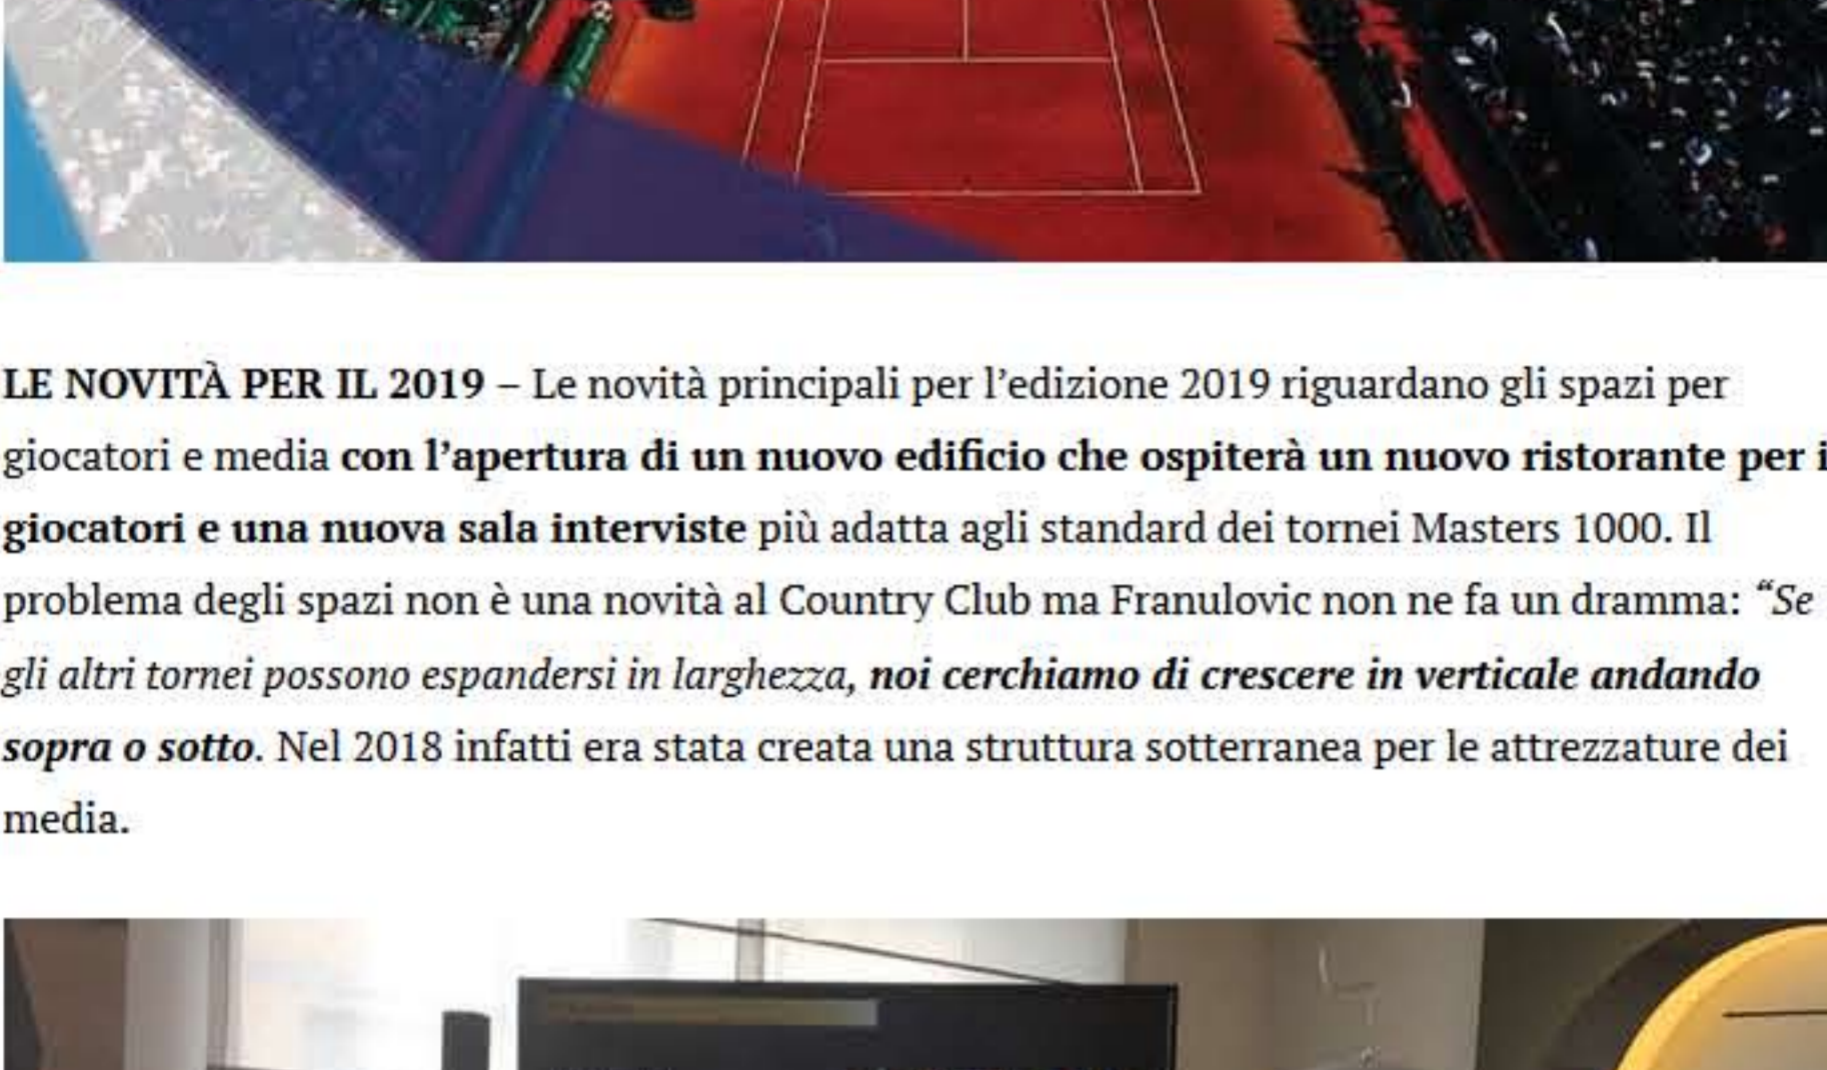 LE NOVITÀ PER IL 2019 – Le novità principali per l’edizione 2019 riguardano gli spazi per
giocatori e media con l’apertura di un nuovo edificio che ospiterà un nuovo ristorante per i
giocatori e una nuova sala interviste più adatta agli standard dei tornei Masters 1000. Il
problema degli spazi non è una novità al Country Club ma Franulovic non ne fa un dramma: “Se
gli altri tornei possono espandersi in larghezza, noi cerchiamo di crescere in verticale andando
sopra o sotto. Nel 2018 infatti era stata creata una struttura sotterranea per le attrezzature dei
media.